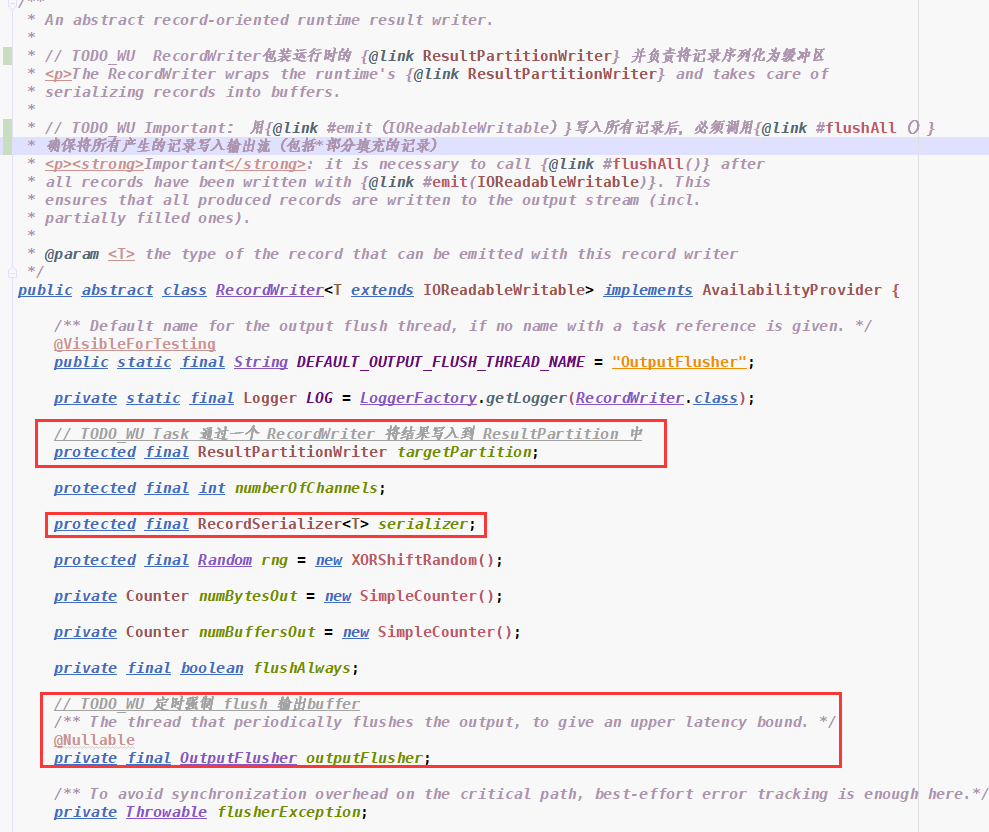 /**
* An abstract record-oriented runtime result writer.
*
* // TODO_WU  RecordWriter包装运行时的 {@link ResultPartitionWriter} 并负责将记录序列化为缓冲区
* <p>The RecordWriter wraps the runtime's {@link ResultPartitionWriter} and takes care of
* serializing records into buffers.
*
* // TODO_WU Important： 用{@link #emit（IOReadableWritable）}写入所有记录后，必须调用{@link #flushAll（）}
* 确保将所有产生的记录写入输出流（包括*部分填充的记录）
* <p><strong>Important</strong>: it is necessary to call {@link #flushAll()} after
* all records have been written with {@link #emit(IOReadableWritable)}. This
* ensures that all produced records are written to the output stream (incl.
* partially filled ones).
*
* @param <T> the type of the record that can be emitted with this record writer
*/
public abstract class RecordWriter<T extends IOReadableWritable> implements AvailabilityProvider {
/** Default name for the output flush thread, if no name with a task reference is given. */
@VisibleForTesting
public static final String DEFAULT_OUTPUT_FLUSH_THREAD_NAME = "OutputFlusher";
private static final Logger LOG = LoggerFactory.getLogger(RecordWriter.class);
// TODO_WU Task 通过一个 RecordWriter 将结果写入到 ResultPartition 中
protected final ResultPartitionWriter targetPartition;
protected final int numberOfChannels;
protected final RecordSerializer<T> serializer;
protected final Random rng = new XORShiftRandom();
private Counter numBytesOut = new SimpleCounter();
private Counter numBuffersOut = new SimpleCounter();
private final boolean flushAlways;
// TODO_WU 定时强制 flush 输出buffer
/** The thread that periodically flushes the output, to give an upper latency bound. */
@Nullable
private final OutputFlusher outputFlusher;
/** To avoid synchronization overhead on the critical path, best-effort error tracking is enough here.*/
private Throwable flusherException;